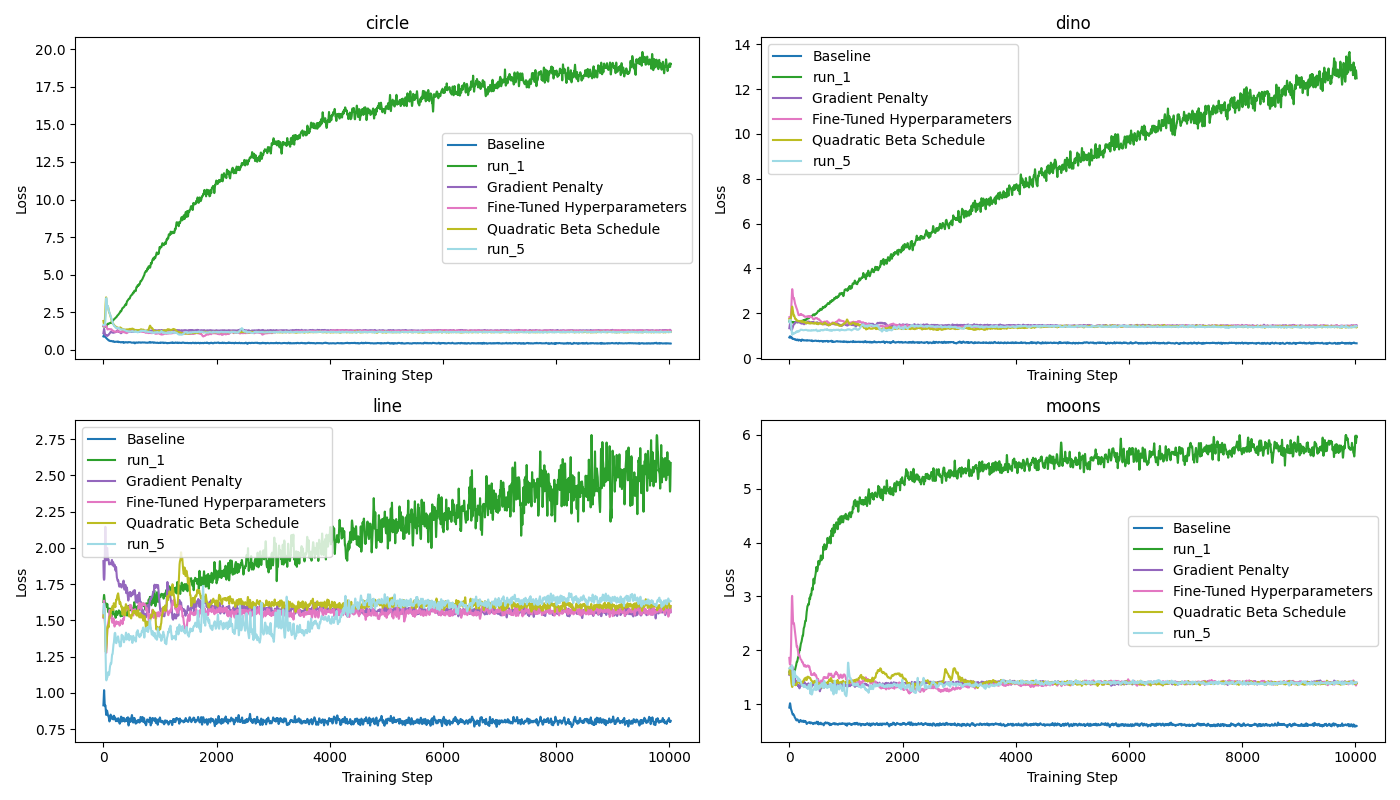 circle
20.0
17.5
15.0
12.5
10.0
7.5
5.0
2.5
0.0
Loss
Baseline
run_1
Gradient Penalty
Fine-Tuned Hyperparameters
Quadratic Beta Schedule
run_5
Training Step
dino
14
12
10
8
6
4
2
0
Loss
Baseline
run_1
Gradient Penalty
Fine-Tuned Hyperparameters
Quadratic Beta Schedule
run_5
Training Step
line
2.75
2.50
2.25
2.00
1.75
1.50
1.25
1.00
0.75
Loss
Baseline
run_1
Gradient Penalty
Fine-Tuned Hyperparameters
Quadratic Beta Schedule
run_5
0 2000 4000 6000 8000 10000
Training Step
moons
6
5
4
3
2
1
Loss
Baseline
run_1
Gradient Penalty
Fine-Tuned Hyperparameters
Quadratic Beta Schedule
run_5
0 2000 4000 6000 8000 10000
Training Step